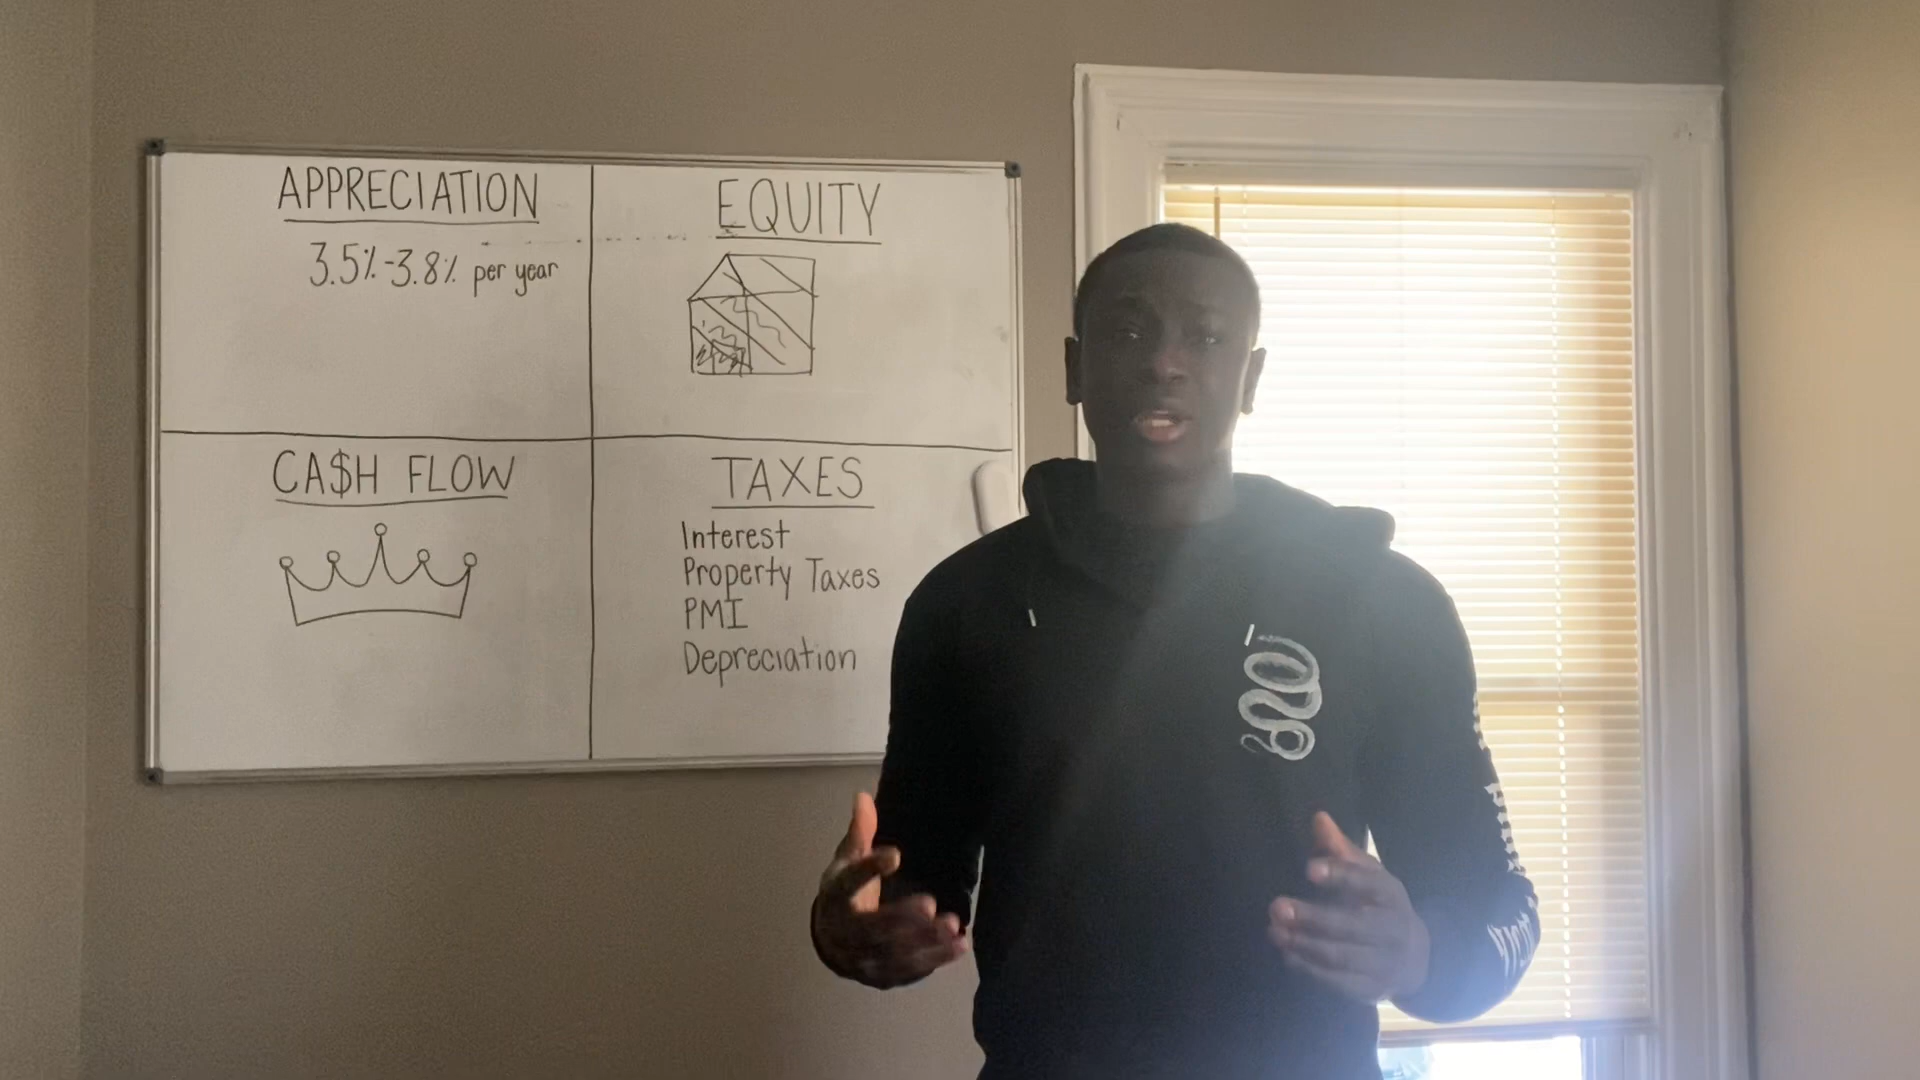 APPRECIATION
3.5%-3.8% per year
EQUITY
CA$H FLOW
TAXES
Interest
Property Taxes
PMI
Depreciation